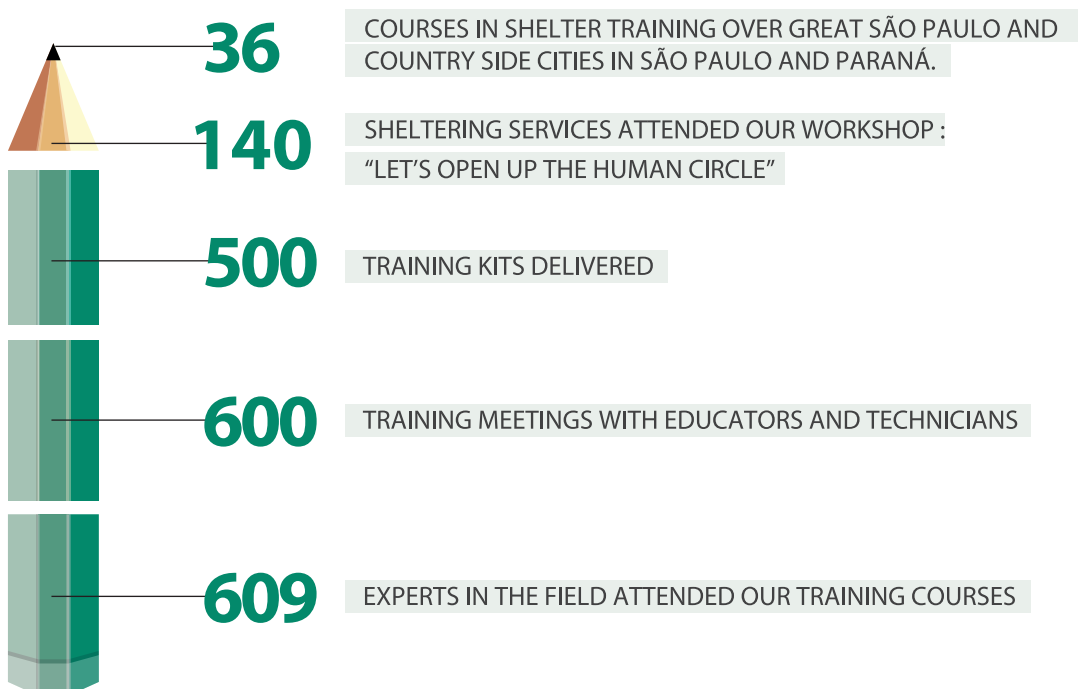 36
COURSES IN SHELTER TRAINING OVER GREAT SÃO PAULO AND
COUNTRY SIDE CITIES IN SÃO PAULO AND PARANÁ.
140
SHELTERING SERVICES ATTENDED OUR WORKSHOP :
“LET’S OPEN UP THE HUMAN CIRCLE”
500
TRAINING KITS DELIVERED
600
TRAINING MEETINGS WITH EDUCATORS AND TECHNICIANS
609
EXPERTS IN THE FIELD ATTENDED OUR TRAINING COURSES